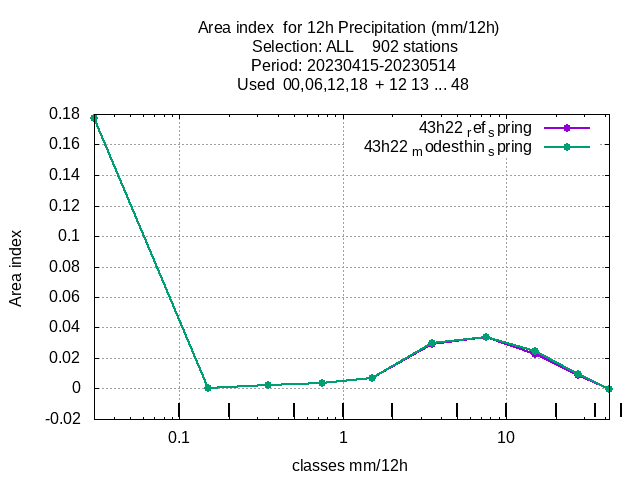 Area index  for 12h Precipitation (mm/12h)
Selection: ALL    902 stations
Period: 20230415-20230514
Used  00,06,12,18  + 12 13 ... 48
43h22 ref spring
43h22 modesthin spring
0.18
0.16
0.14
0.12
0.1
0.08
0.06
0.04
0.02
0
-0.02
Area index
0.1
1
10
classes mm/12h